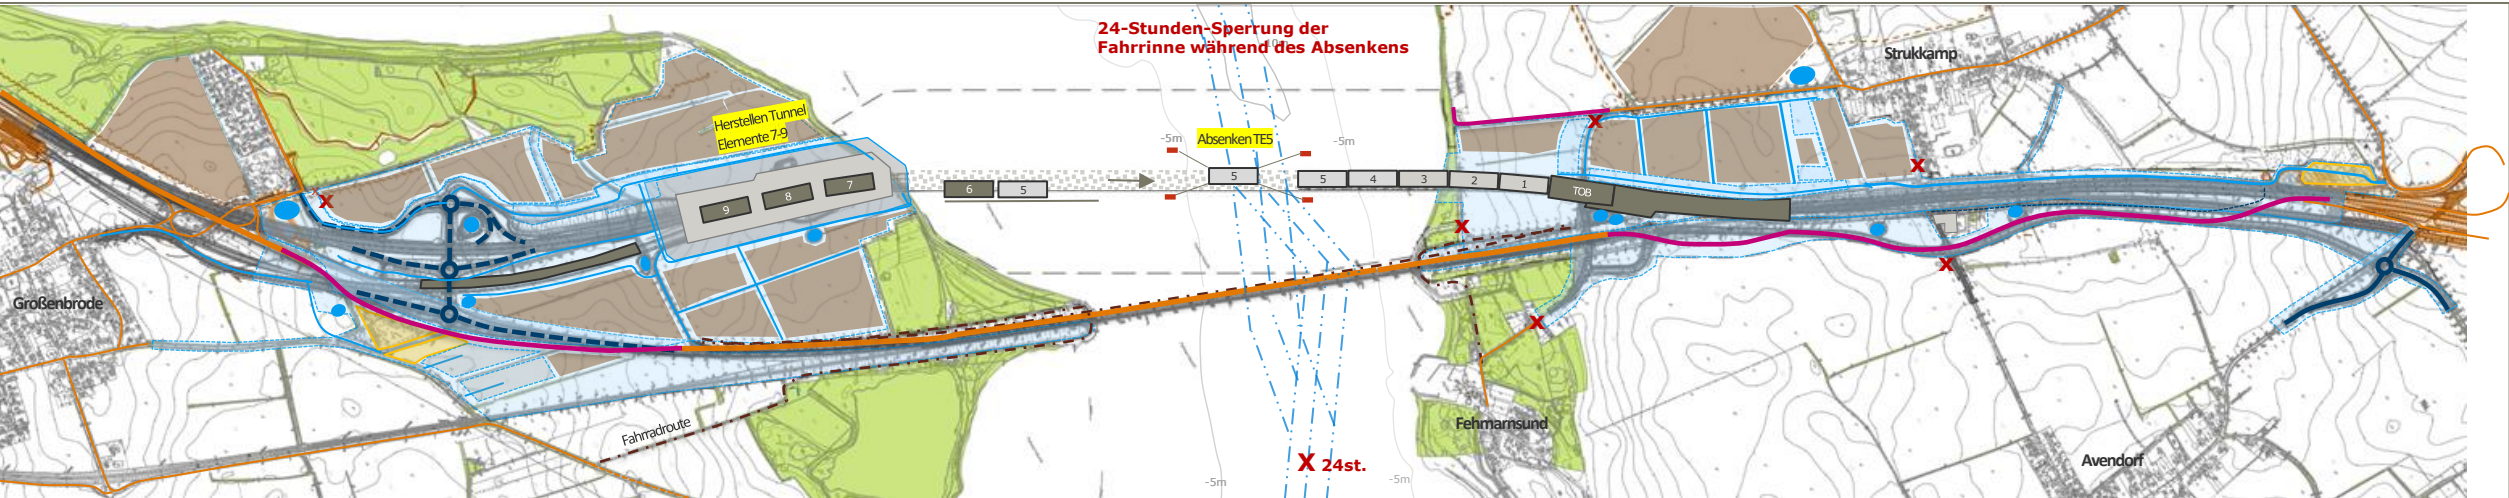 24-Stunden-Sperrung der
Fahrrinne während des Absenkens
Strukkamp
Herstellen Tunnel
Elemente 7-9
-5m
Absenken TE5
-5m
9
8
7
6
5
5
5
4
3
2
1
TOB
X
X
X
X
X
X
Großenbrode
Fahrradroute
Fehmarnsund
Avendorf
X 24st.
-5m
-5m